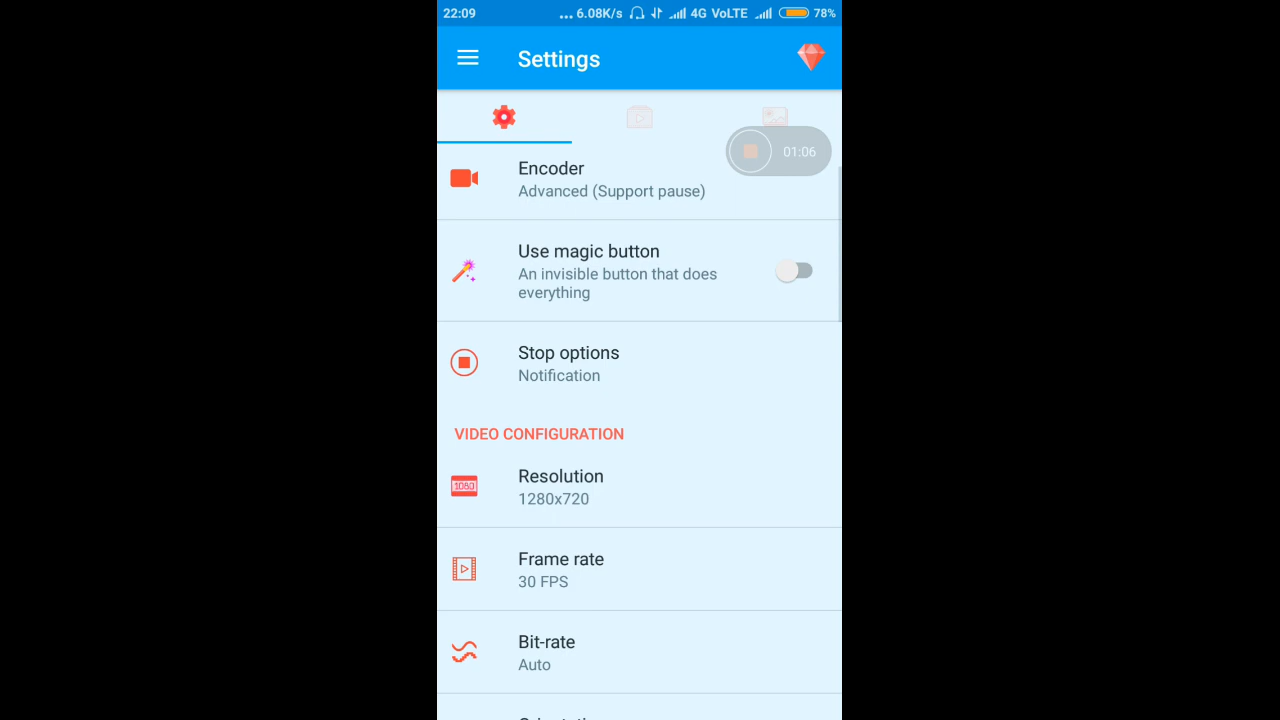 22:09 ... 6.08K/s 4G VoLTE 78%
Settings
01:06
Encoder
Advanced (Support pause)
Use magic button
An invisible button that does
everything
Stop options
Notification
VIDEO CONFIGURATION
1080
Resolution
1280x720
Frame rate
30 FPS
Bit-rate
Auto